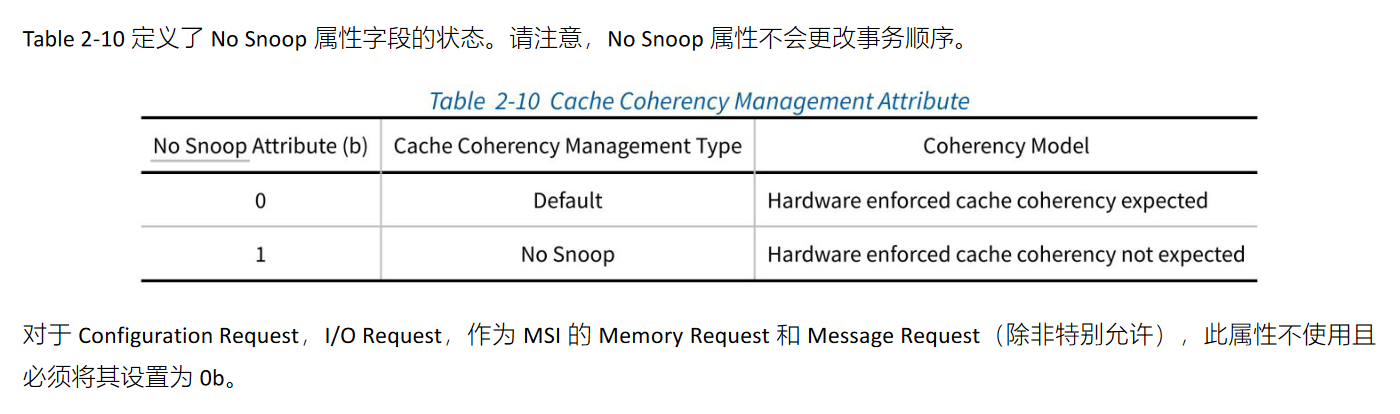 Table 2-10 定义了 No Snoop 属性字段的状态。请注意，No Snoop 属性不会更改事务顺序。
Table 2-10 Cache Coherency Management Attribute
No Snoop Attribute (b) Cache Coherency Management Type Coherency Model
0 Default Hardware enforced cache coherency expected
1 No Snoop Hardware enforced cache coherency not expected
对于 Configuration Request，I/O Request，作为 MSI 的 Memory Request 和 Message Request（除非特别允许），此属性不使用且
必须将其设置为 0b。